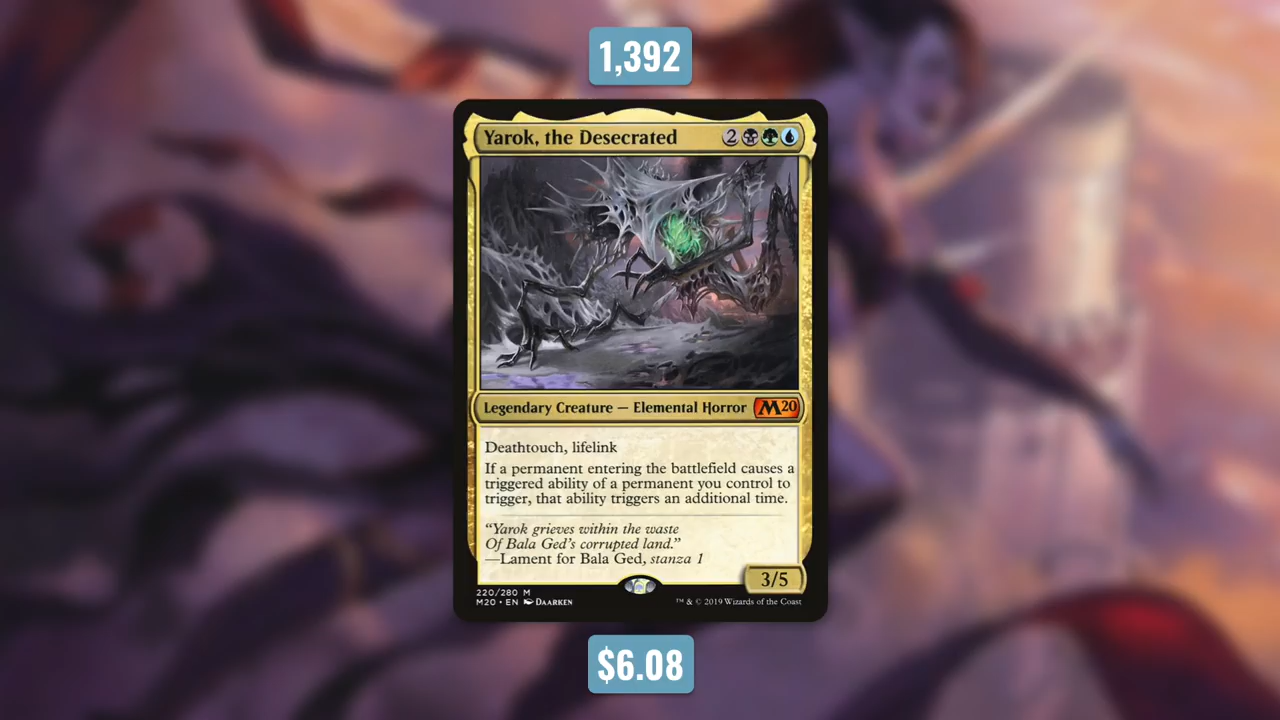 1,392
Yarok, the Desecrated 2
Legendary Creature — Elemental Horror M20
Deathtouch, lifelink
If a permanent entering the battlefield causes a
triggered ability of a permanent you control to
trigger, that ability triggers an additional time.
“Yarok grieves within the waste
Of Bala Ged’s corrupted land.”
—Lament for Bala Ged, stanza 1
3/5
220/280 M
M20 • EN DAARKEN
™ & © 2019 Wizards of the Coast
$6.08